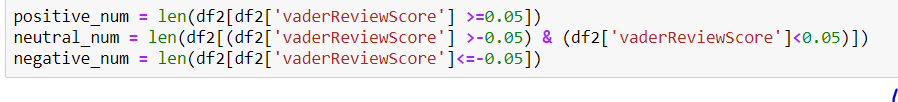 positive_num = len(df2[df2['vaderReviewScore'] >=0.05])
neutral_num = len(df2[(df2['vaderReviewScore'] >-0.05) & (df2['vaderReviewScore']<0.05)])
negative_num = len(df2[df2['vaderReviewScore']<=-0.05])